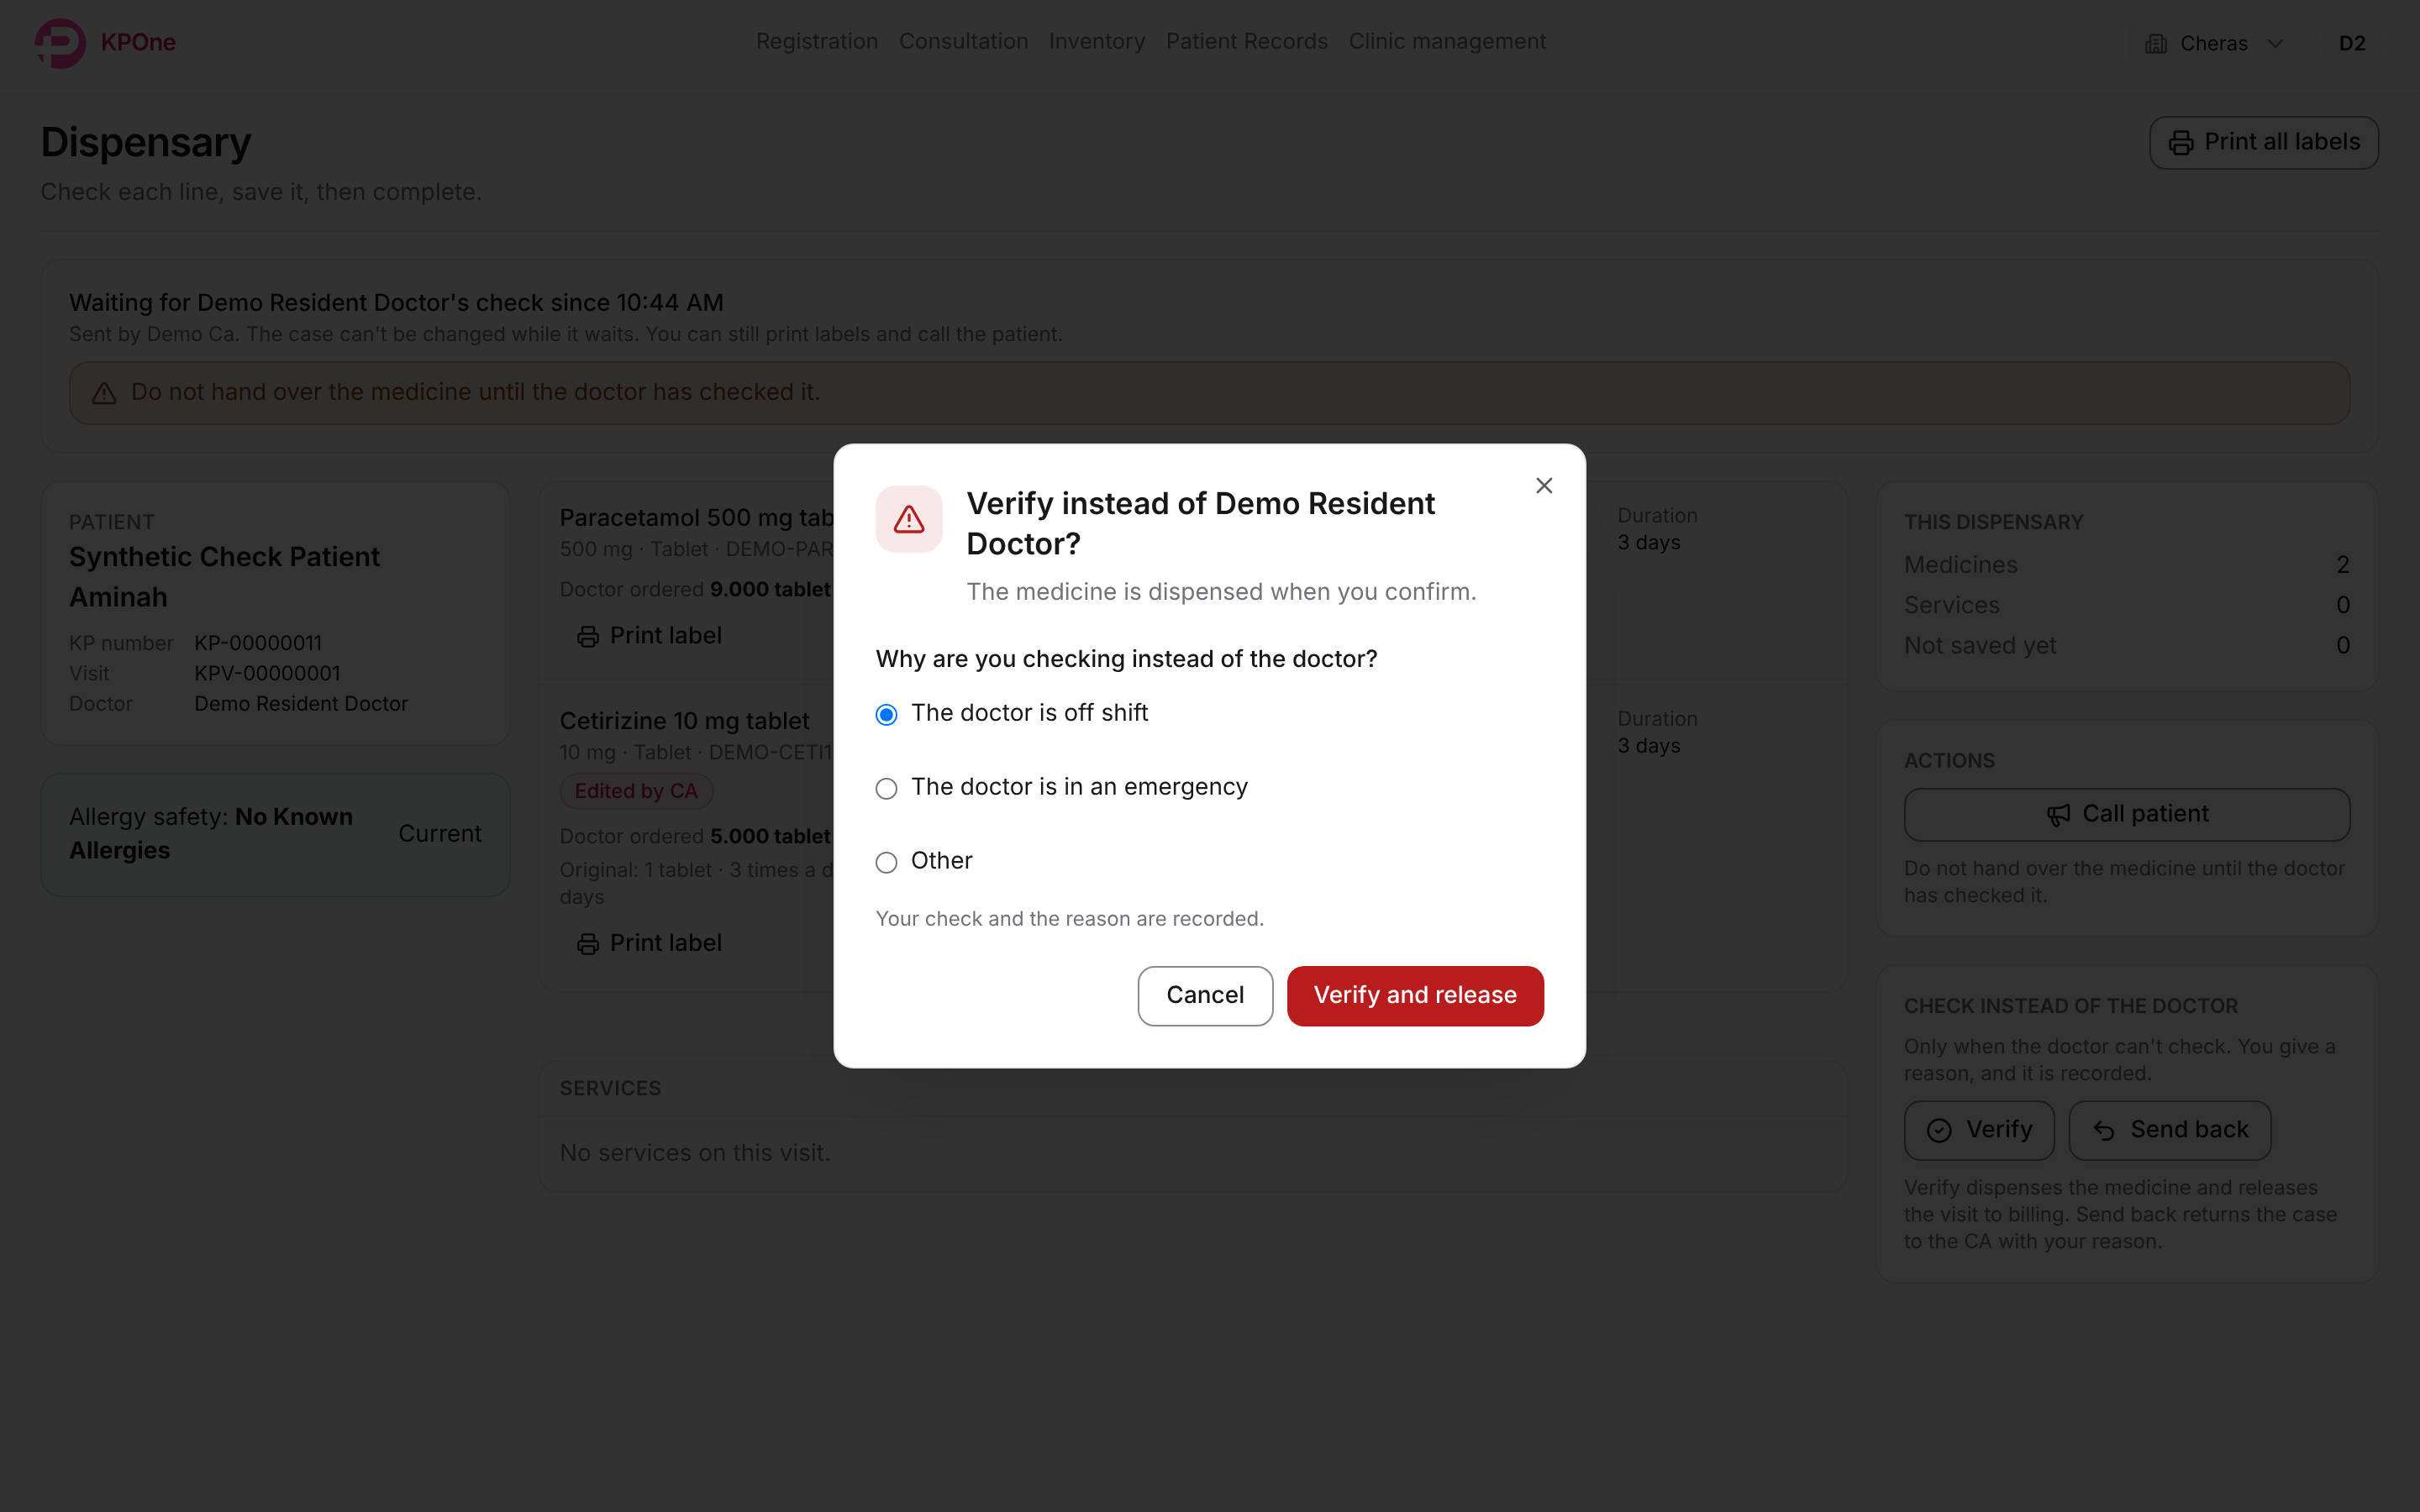 KPOne
Registration Consultation Inventory Patient Records Clinic management
Cheras
D2
Dispensary
Print all labels
Check each line, save it, then complete.
Waiting for Demo Resident Doctor's check since 10:44 AM
Sent by Demo Ca. The case can't be changed while it waits. You can still print labels and call the patient.
Do not hand over the medicine until the doctor has checked it.
PATIENT
Synthetic Check Patient
Aminah
KP number KP-00000011
Visit KPV-00000001
Doctor Demo Resident Doctor
Allergy safety: No Known
Allergies
Current
Paracetamol 500 mg tab
500 mg · Tablet · DEMO-PAR
Doctor ordered 9.000 tablet
Print label
Duration
3 days
Cetirizine 10 mg tablet
10 mg · Tablet · DEMO-CETI1
Edited by CA
Doctor ordered 5.000 tablet
Original: 1 tablet · 3 times a d
days
Print label
Duration
3 days
SERVICES
No services on this visit.
Verify instead of Demo Resident
Doctor?
The medicine is dispensed when you confirm.
Why are you checking instead of the doctor?
The doctor is off shift
The doctor is in an emergency
Other
Your check and the reason are recorded.
Cancel
Verify and release
THIS DISPENSARY
Medicines 2
Services 0
Not saved yet 0
ACTIONS
Call patient
Do not hand over the medicine until the doctor
has checked it.
CHECK INSTEAD OF THE DOCTOR
Only when the doctor can't check. You give a
reason, and it is recorded.
Verify
Send back
Verify dispenses the medicine and releases
the visit to billing. Send back returns the case
to the CA with your reason.